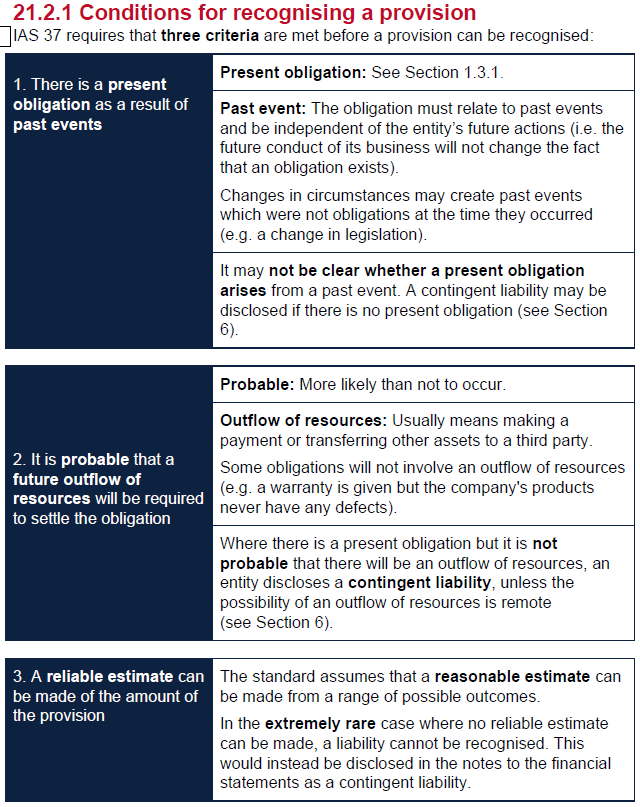 21.2.1 Conditions for recognising a provision
IAS 37 requires that three criteria are met before a provision can be recognised:
1. There is a present
obligation as a result of
past events
Present obligation: See Section 1.3.1.
Past event: The obligation must relate to past events
and be independent of the entity's future actions (i.e. the
future conduct of its business will not change the fact
that an obligation exists).
Changes in circumstances may create past events
which were not obligations at the time they occurred
(e.g. a change in legislation).
It may not be clear whether a present obligation
arises from a past event. A contingent liability may be
disclosed if there is no present obligation (see Section
6).
2. It is probable that a
future outflow of
resources will be required
to settle the obligation
Probable: More likely than not to occur.
Outflow of resources: Usually means making a
payment or transferring other assets to a third party.
Some obligations will not involve an outflow of resources
(e.g. a warranty is given but the company's products
never have any defects).
Where there is a present obligation but it is not
probable that there will be an outflow of resources, an
entity discloses a contingent liability, unless the
possibility of an outflow of resources is remote
(see Section 6).
3. A reliable estimate can
be made of the amount of
the provision
The standard assumes that a reasonable estimate can
be made from a range of possible outcomes.
In the extremely rare case where no reliable estimate
can be made, a liability cannot be recognised. This
would instead be disclosed in the notes to the financial
statements as a contingent liability.